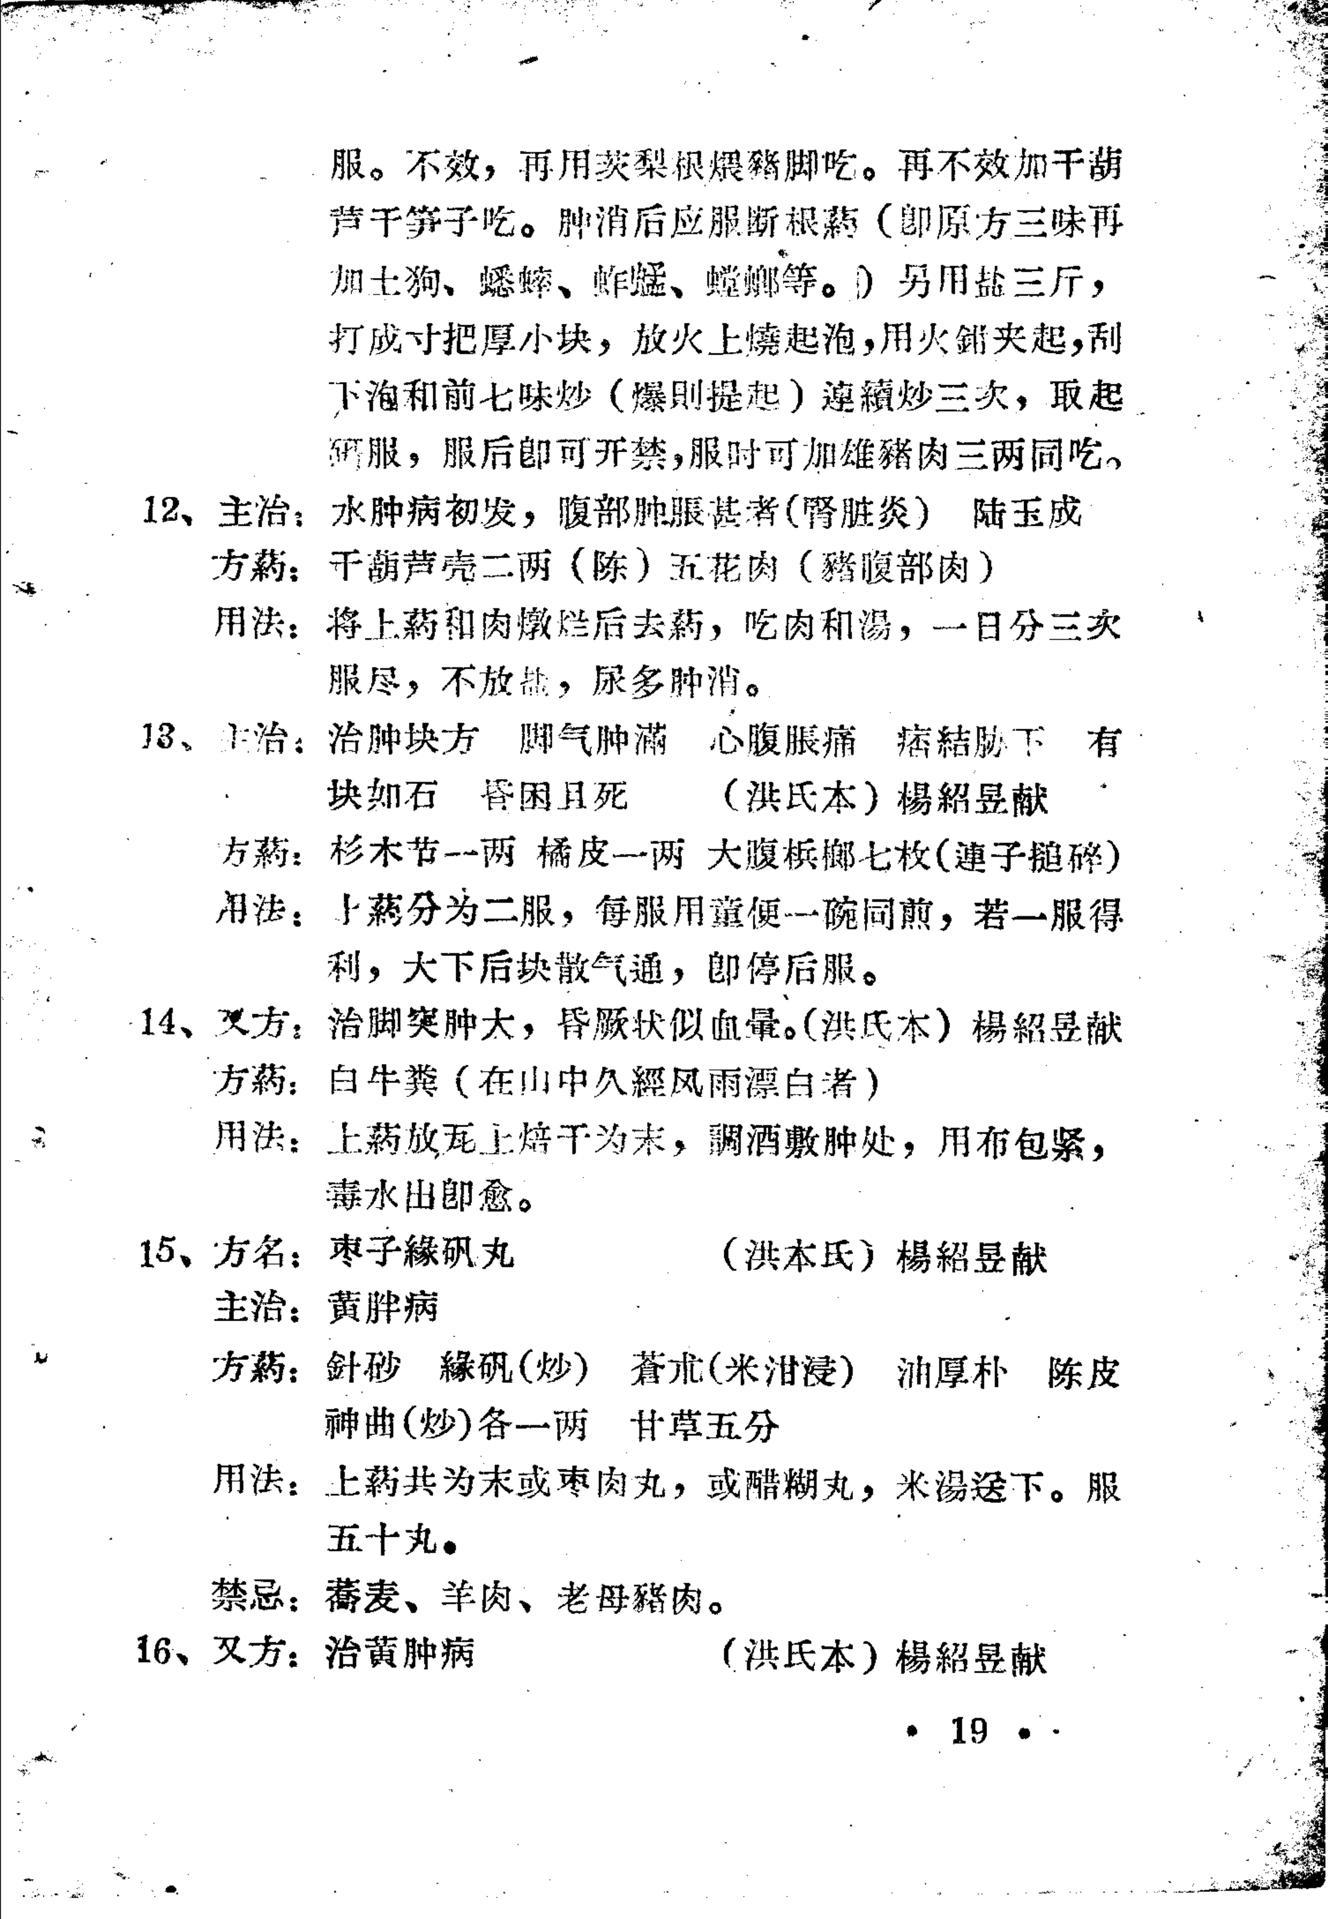 服。不效，再用茨梨根煨豬脚吃。再不效加干葫
芦干笋子吃。肿消后应服断根葯（卽原方三味再
加土狗、蟋蟀、蚱蜢、螳螂等。）另用盐三斤，
打成寸把厚小块，放火上燒起泡，用火鉗夹起，刮
下泡和前七味炒（爆則提起）連續炒三次，取起
研服，服后卽可开禁，服时可加雄豬肉三两同吃。
12、主治：水肿病初发，腹部肿脹甚者（腎脏炎） 陆玉成
方葯：干葫芦壳二两（陈）五花肉（豬腹部肉）
用法：将上葯和肉燉烂后去葯，吃肉和湯，一日分三次
服尽，不放盐，尿多肿消。
13、主治：治肿块方 脚气肿滿 心腹脹痛 痞結胁下 有
块如石 昏困且死 （洪氏本）楊紹昱献
方葯：杉木节一两 橘皮一两 大腹梹榔七枚（連子搥碎）
用法：上葯分为二服，每服用童便一碗同煎，若一服得
利，大下后块散气通，卽停后服。
14、又方：治脚突肿大，昏厥状似血暈。（洪氏本）楊紹昱献
方葯：白牛粪（在山中久經风雨漂白者）
用法：上葯放瓦上焙干为末，調酒敷肿处，用布包紧，
毒水出卽愈。
15、方名：枣子綠矾丸 （洪本氏）楊紹昱献
主治：黄胖病
方葯：針砂 綠矾（炒） 蒼朮（米泔浸） 油厚朴 陈皮
神曲（炒）各一两 甘草五分
用法：上葯共为末或枣肉丸，或醋糊丸，米湯送下。服
五十丸。
禁忌：蕎麦、羊肉、老母豬肉。
16、又方：治黄肿病 （洪氏本）楊紹昱献
• 19 •